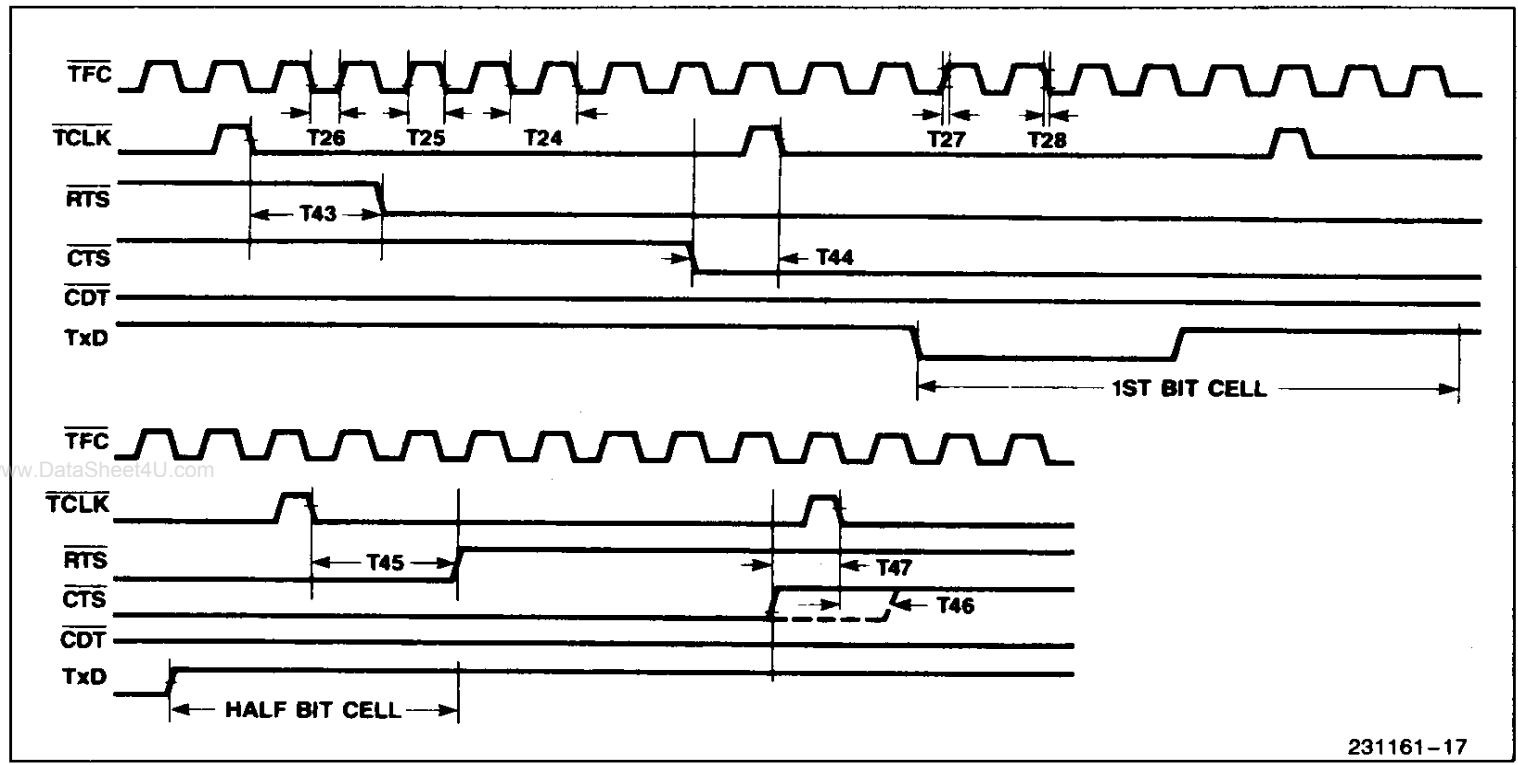 TFC
T26 T25 T24 T27 T28
TCLK
RTS
T43
CTS
T44
CDT
TxD
1ST BIT CELL
TFC
www.DataSheet4U.com
TCLK
RTS
T45
T47
CTS
T46
CDT
TxD
HALF BIT CELL
231161-17